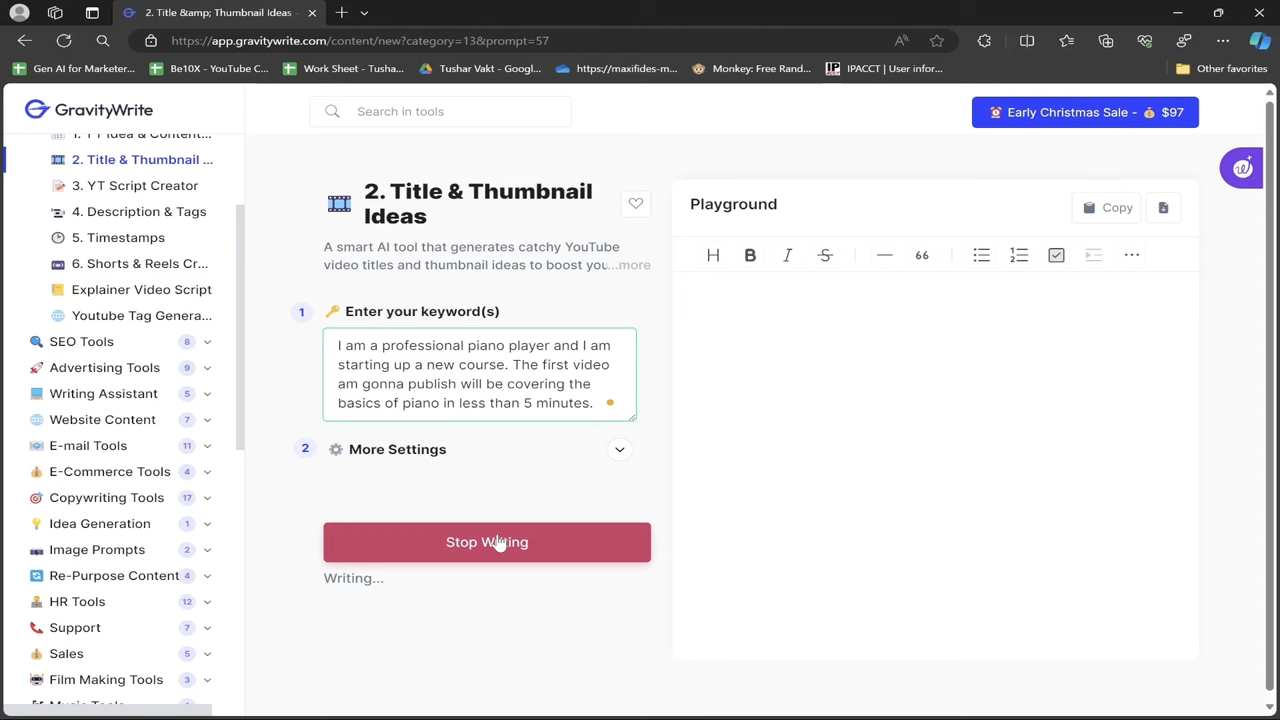 2. Title &amp; Thumbnail Ideas -
https://app.gravitywrite.com/content/new?category=13&prompt=57
Gen AI for Marketer...
Be10X - YouTube C...
Work Sheet - Tusha...
Tushar Vakt - Googl...
https://maxifides-m...
Monkey: Free Rand...
IPACCT | User infor...
Other favorites
GravityWrite
Search in tools
Early Christmas Sale - $97
1. YT Idea & Content...
2. Title & Thumbnail ...
3. YT Script Creator
4. Description & Tags
5. Timestamps
6. Shorts & Reels Cr...
Explainer Video Script
Youtube Tag Genera...
SEO Tools 8
Advertising Tools 9
Writing Assistant 5
Website Content 7
E-mail Tools 11
E-Commerce Tools 4
Copywriting Tools 17
Idea Generation 1
Image Prompts 2
Re-Purpose Content 4
HR Tools 12
Support 7
Sales 5
Film Making Tools 3
2. Title & Thumbnail
Ideas
A smart AI tool that generates catchy YouTube
video titles and thumbnail ideas to boost you...more
1 Enter your keyword(s)
I am a professional piano player and I am
starting up a new course. The first video
am gonna publish will be covering the
basics of piano in less than 5 minutes.
2 More Settings
Stop Writing
Writing...
Playground
Copy
H B I S 66